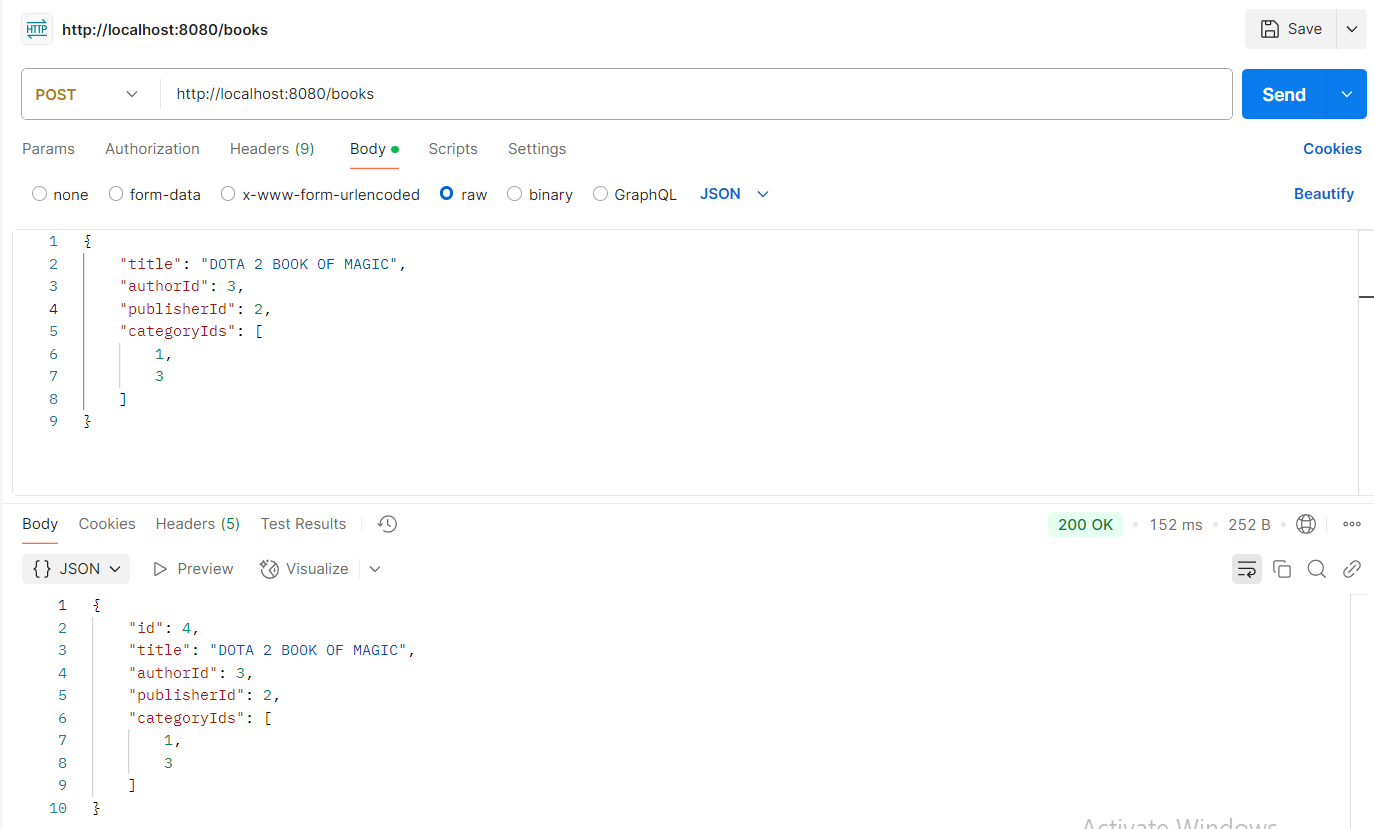 HTTP http://localhost:8080/books Save
POST http://localhost:8080/books Send
Params Authorization Headers (9) Body Scripts Settings Cookies
none form-data x-www-form-urlencoded raw binary GraphQL JSON Beautify
1 {
2 "title": "DOTA 2 BOOK OF MAGIC",
3 "authorId": 3,
4 "publisherId": 2,
5 "categoryIds": [
6 1,
7 3
8 ]
9 }
Body Cookies Headers (5) Test Results 200 OK 152 ms 252 B
{} JSON Preview Visualize
1 {
2 "id": 4,
3 "title": "DOTA 2 BOOK OF MAGIC",
4 "authorId": 3,
5 "publisherId": 2,
6 "categoryIds": [
7 1,
8 3
9 ]
10 }
Activate Windows